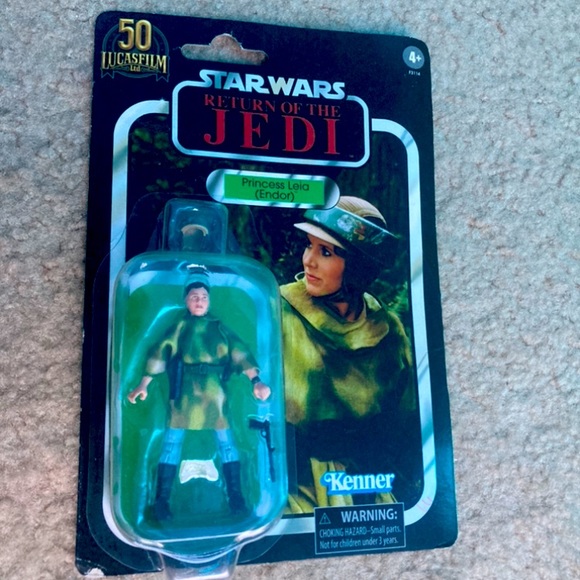 50
LUCASFILM
Ltd
4+
STAR WARS
RETURN OF THE
JEDI
Princess Leia
(Endor)
Kenner
WARNING:
CHOKING HAZARD-Small parts.
Not for children under 3 years.